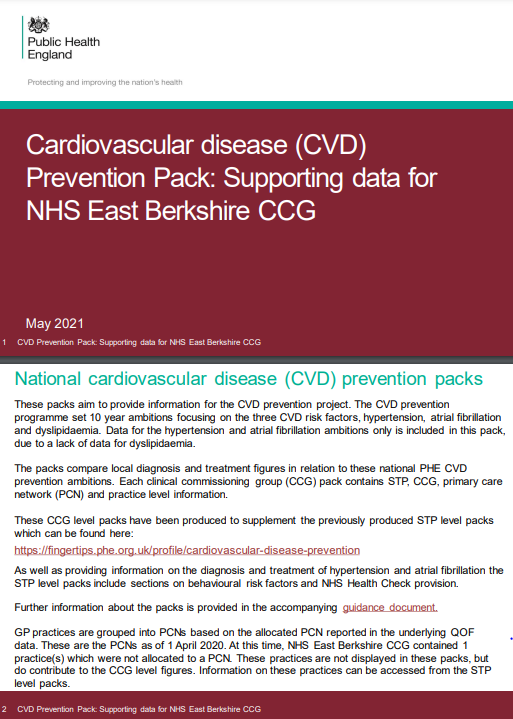 Public Health
England
Protecting and improving the nation's health
Cardiovascular disease (CVD)
Prevention Pack: Supporting data for
NHS East Berkshire CCG
May 2021
1 CVD Prevention Pack: Supporting data for NHS East Berkshire CCG
National cardiovascular disease (CVD) prevention packs
These packs aim to provide information for the CVD prevention project. The CVD prevention
programme set 10 year ambitions focusing on the three CVD risk factors, hypertension, atrial fibrillation
and dyslipidaemia. Data for the hypertension and atrial fibrillation ambitions only is included in this pack,
due to a lack of data for dyslipidaemia.
The packs compare local diagnosis and treatment figures in relation to these national PHE CVD
prevention ambitions. Each clinical commissioning group (CCG) pack contains STP, CCG, primary care
network (PCN) and practice level information.
These CCG level packs have been produced to supplement the previously produced STP level packs
which can be found here:
https://fingertips.phe.org.uk/profile/cardiovascular-disease-prevention
As well as providing information on the diagnosis and treatment of hypertension and atrial fibrillation the
STP level packs include sections on behavioural risk factors and NHS Health Check provision.
Further information about the packs is provided in the accompanying guidance document.
GP practices are grouped into PCNs based on the allocated PCN reported in the underlying QOF
data. These are the PCNs as of 1 April 2020. At this time, NHS East Berkshire CCG contained 1
practice(s) which were not allocated to a PCN. These practices are not displayed in these packs, but
do contribute to the CCG level figures. Information on these practices can be accessed from the STP
level packs.
2 CVD Prevention Pack: Supporting data for NHS East Berkshire CCG